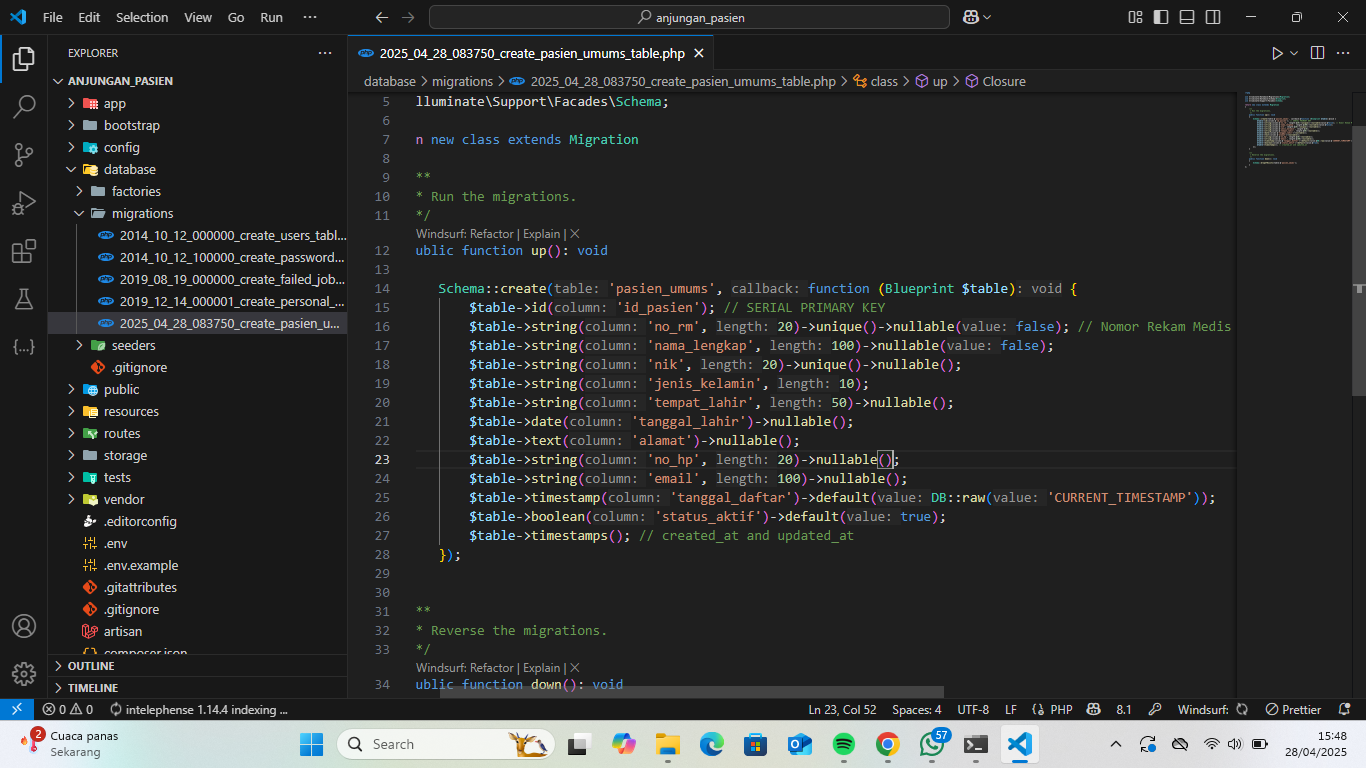 File Edit Selection View Go Run ··· anjungan_pasien
EXPLORER ···
ANJUNGAN_PASIEN
app
bootstrap
config
database
factories
migrations
2014_10_12_000000_create_users_tabl...
2014_10_12_100000_create_password...
2019_08_19_000000_create_failed_job...
2019_12_14_000001_create_personal_...
2025_04_28_083750_create_pasien_u...
seeders
.gitignore
public
resources
routes
storage
tests
vendor
.editorconfig
.env
.env.example
.gitattributes
.gitignore
artisan
composer.json
OUTLINE
TIMELINE
2025_04_28_083750_create_pasien_umums_table.php
database > migrations > 2025_04_28_083750_create_pasien_umums_table.php > class > up > Closure
5 lluminate\Support\Facades\Schema;
6
7 n new class extends Migration
8
9 **
10 * Run the migrations.
11 */
Windsurf: Refactor | Explain |
12 ublic function up(): void
13
14 Schema::create(table: 'pasien_umums', callback: function (Blueprint $table): void {
15 $table->id(column: 'id_pasien'); // SERIAL PRIMARY KEY
16 $table->string(column: 'no_rm', length: 20)->unique()->nullable(value: false); // Nomor Rekam Medis
17 $table->string(column: 'nama_lengkap', length: 100)->nullable(value: false);
18 $table->string(column: 'nik', length: 20)->unique()->nullable();
19 $table->string(column: 'jenis_kelamin', length: 10);
20 $table->string(column: 'tempat_lahir', length: 50)->nullable();
21 $table->date(column: 'tanggal_lahir')->nullable();
22 $table->text(column: 'alamat')->nullable();
23 $table->string(column: 'no_hp', length: 20)->nullable();
24 $table->string(column: 'email', length: 100)->nullable();
25 $table->timestamp(column: 'tanggal_daftar')->default(value: DB::raw(value: 'CURRENT_TIMESTAMP'));
26 $table->boolean(column: 'status_aktif')->default(value: true);
27 $table->timestamps(); // created_at and updated_at
28 });
29
30
31 **
32 * Reverse the migrations.
33 */
Windsurf: Refactor | Explain |
34 ublic function down(): void
0 0 intelephense 1.14.4 indexing ... Ln 23, Col 52 Spaces: 4 UTF-8 LF PHP 8.1 Windsurf: Prettier
2 Cuaca panas
Sekarang
Search
57
15:48
28/04/2025